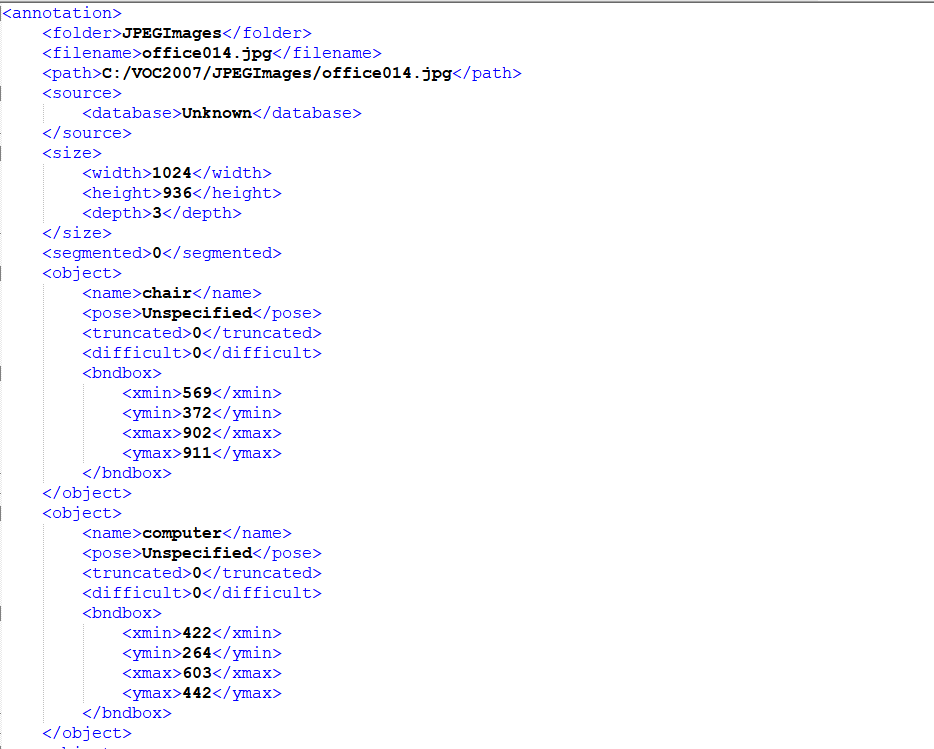 <annotation>
<folder>JPEGImages</folder>
<filename>office014.jpg</filename>
<path>C:/VOC2007/JPEGImages/office014.jpg</path>
<source>
<database>Unknown</database>
</source>
<size>
<width>1024</width>
<height>936</height>
<depth>3</depth>
</size>
<segmented>0</segmented>
<object>
<name>chair</name>
<pose>Unspecified</pose>
<truncated>0</truncated>
<difficult>0</difficult>
<bndbox>
<xmin>569</xmin>
<ymin>372</ymin>
<xmax>902</xmax>
<ymax>911</ymax>
</bndbox>
</object>
<object>
<name>computer</name>
<pose>Unspecified</pose>
<truncated>0</truncated>
<difficult>0</difficult>
<bndbox>
<xmin>422</xmin>
<ymin>264</ymin>
<xmax>603</xmax>
<ymax>442</ymax>
</bndbox>
</object>